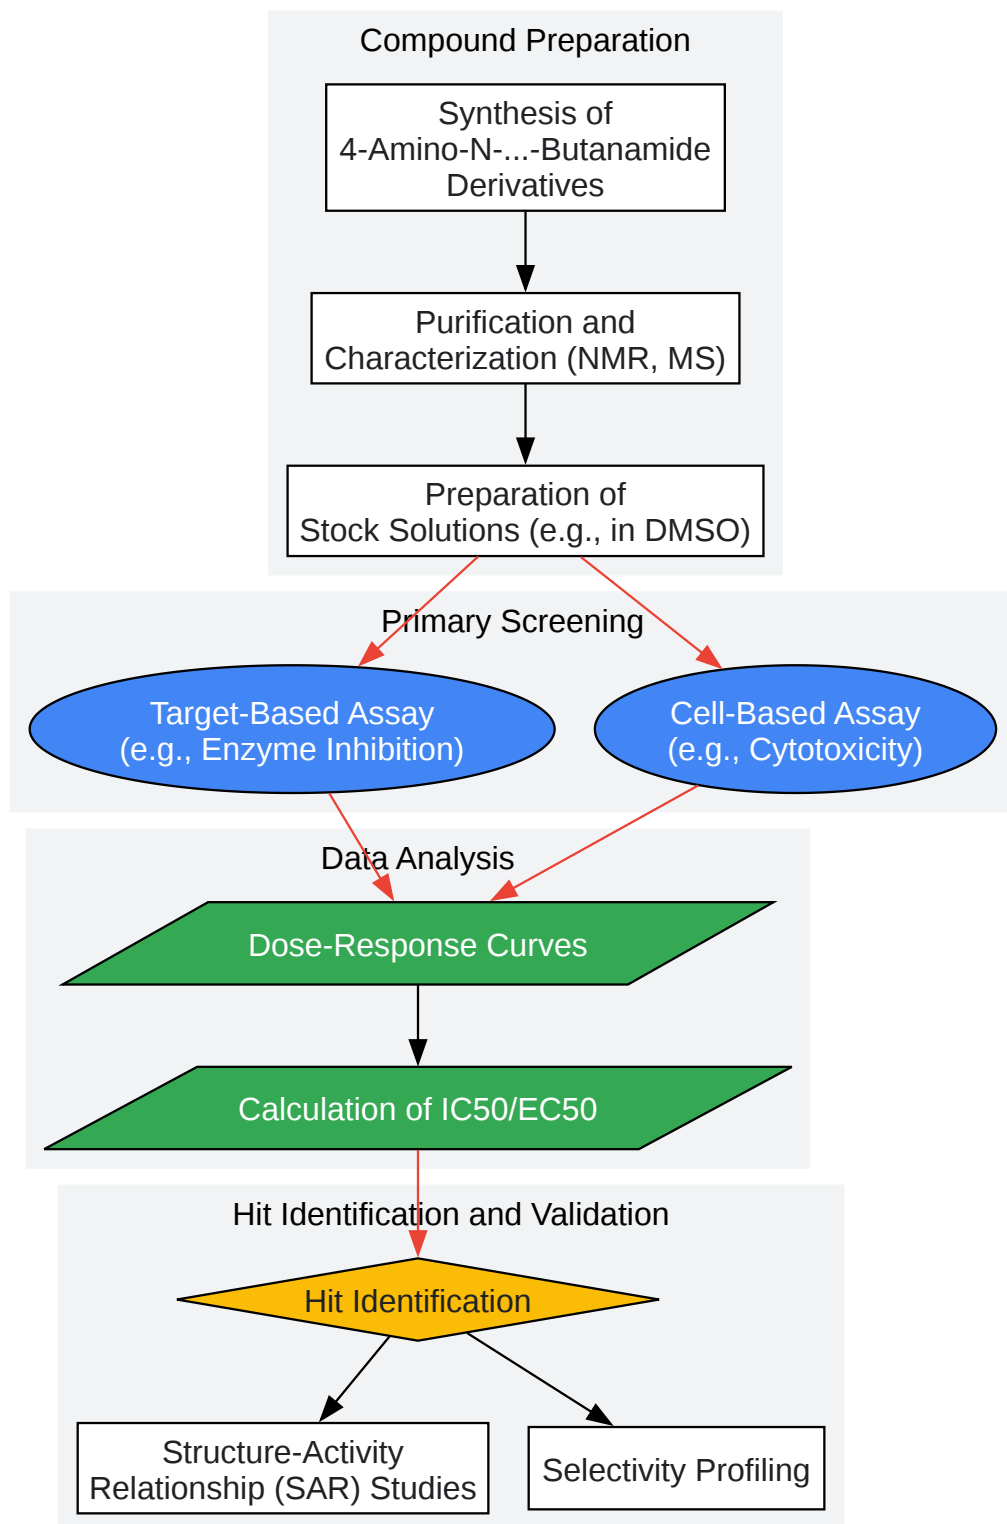 Compound Preparation
Synthesis of
4-Amino-N-...-Butanamide
Derivatives
Purification and
Characterization (NMR, MS)
Preparation of
Stock Solutions (e.g., in DMSO)
Primary Screening
Target-Based Assay
(e.g., Enzyme Inhibition)
Cell-Based Assay
(e.g., Cytotoxicity)
Data Analysis
Dose-Response Curves
Calculation of IC50/EC50
Hit Identification and Validation
Hit Identification
Structure-Activity
Relationship (SAR) Studies
Selectivity Profiling